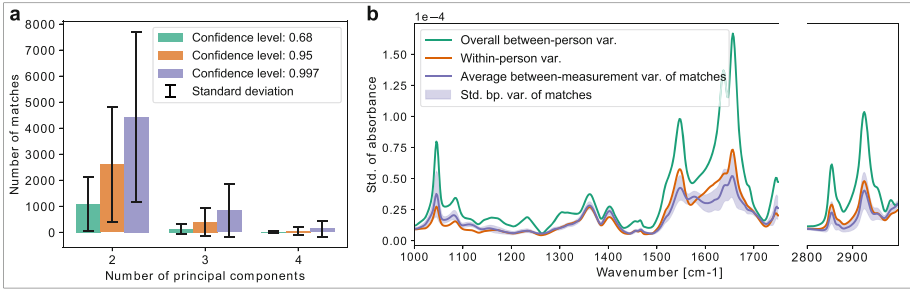 a
8000
7000
6000
5000
4000
3000
2000
1000
0
Number of matches
Confidence level: 0.68
Confidence level: 0.95
Confidence level: 0.997
Standard deviation
2
3
4
Number of principal components
b
1e−4
1.75
1.50
1.25
1.00
0.75
0.50
0.25
0.00
Std. of absorbance
Overall between-person var.
Within-person var.
Average between-measurement var. of matches
Std. bp. var. of matches
1000
1100
1200
1300
1400
1500
1600
1700
2800
2900
Wavenumber [cm-1]